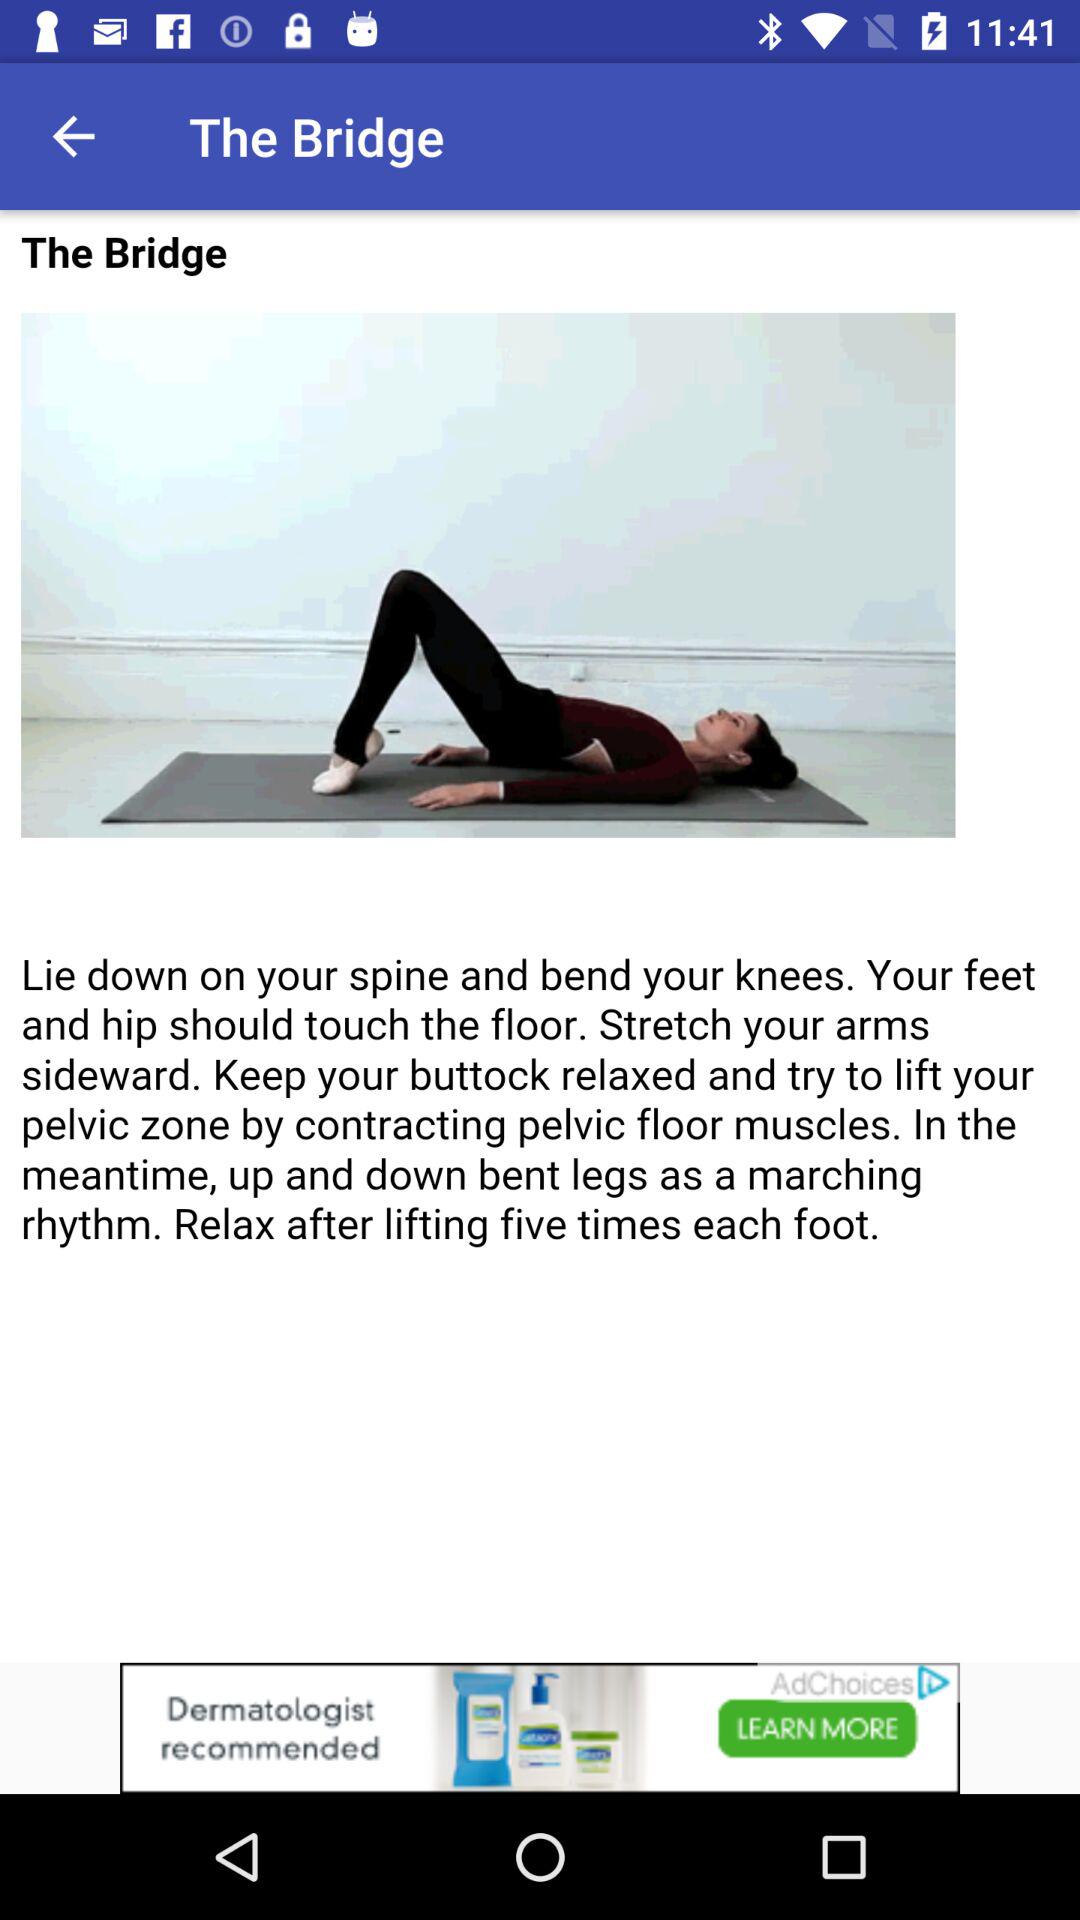 11:41
The Bridge
The Bridge
Lie down on your spine and bend your knees. Your feet
and hip should touch the floor. Stretch your arms
sideward. Keep your buttock relaxed and try to lift your
pelvic zone by contracting pelvic floor muscles. In the
meantime, up and down bent legs as a marching
rhythm. Relax after lifting five times each foot.
AdChoices
Dermatologist
recommended
LEARN MORE